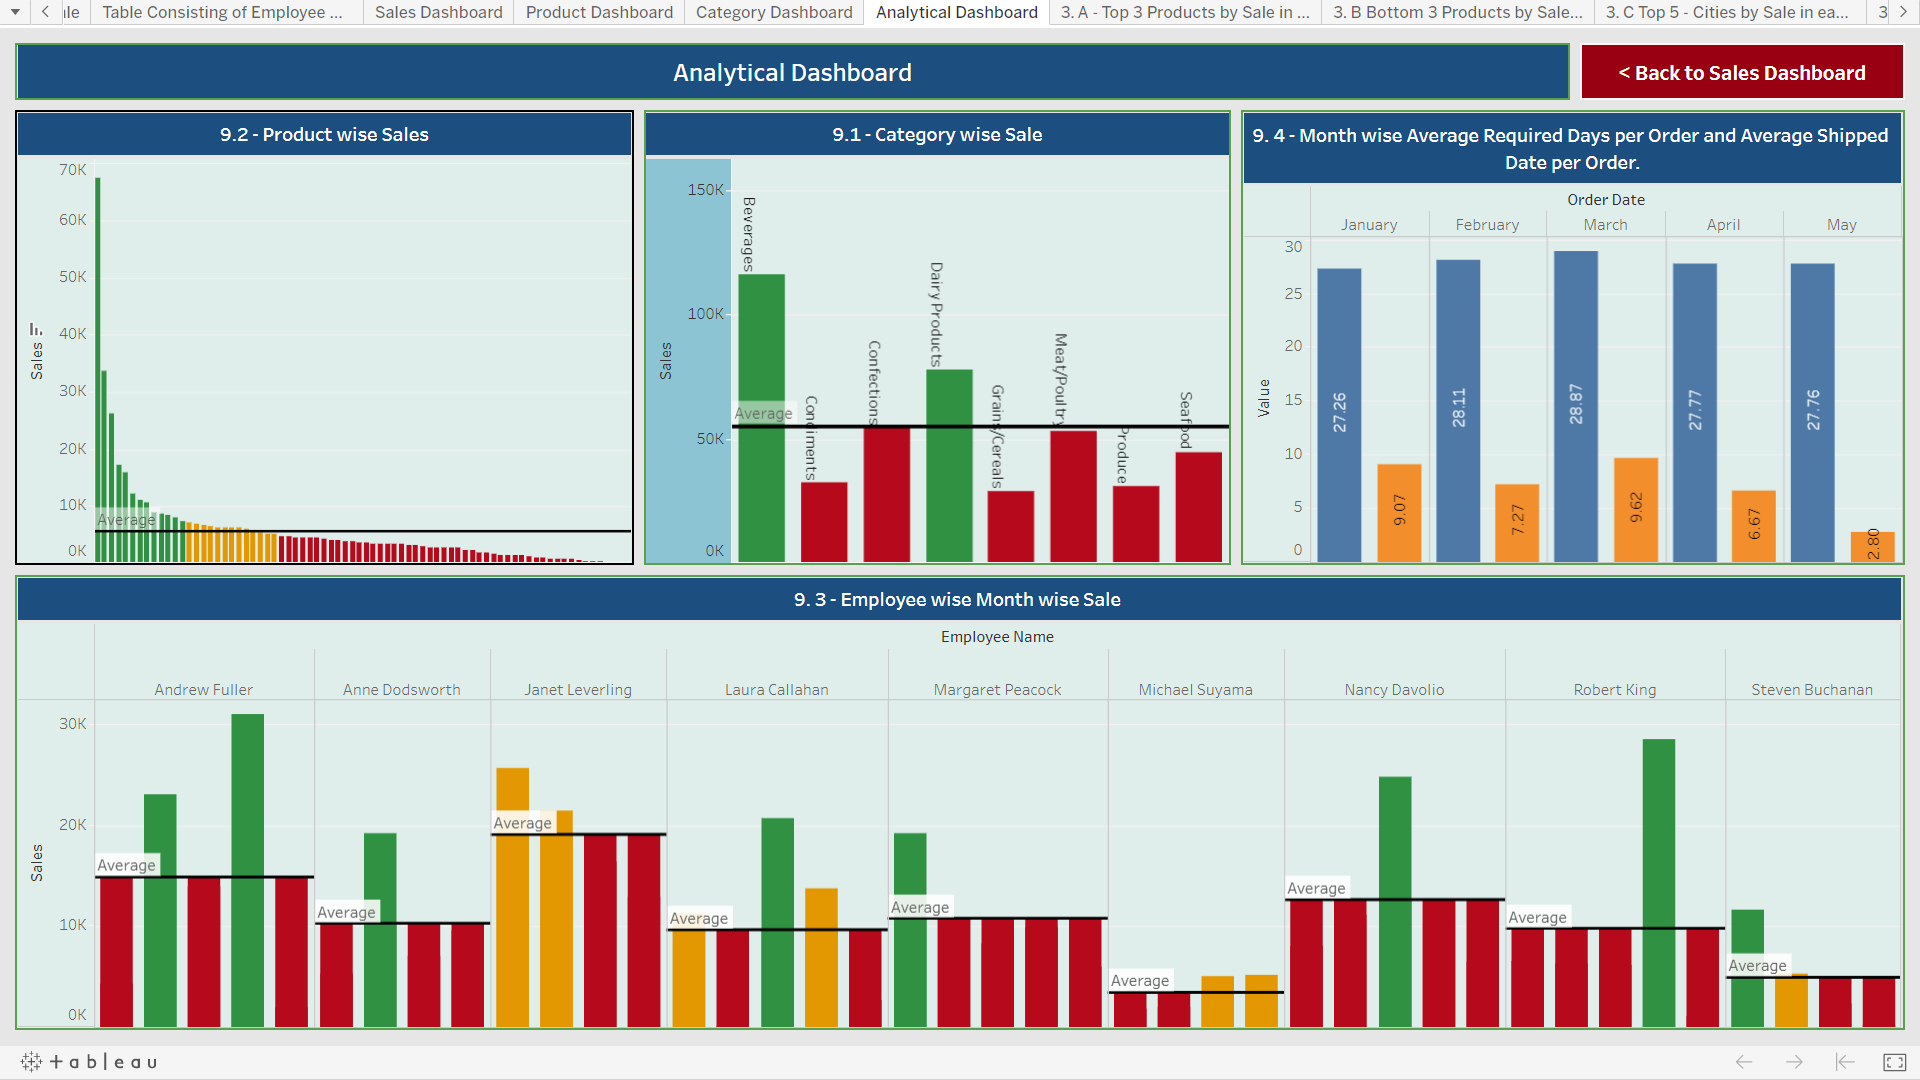 ale
Table Consisting of Employee ...
Sales Dashboard
Product Dashboard
Category Dashboard
Analytical Dashboard
3. A - Top 3 Products by Sale in ...
3. B Bottom 3 Products by Sale...
3. C Top 5 - Cities by Sale in ea...
3
Analytical Dashboard
< Back to Sales Dashboard
9.2 - Product wise Sales
70K
60K
50K
40K
30K
20K
10K
0K
Sales
Average
9.1 - Category wise Sale
150K
100K
50K
0K
Sales
Average
Beverages
Condiments
Confections
Dairy Products
Grains/Cereals
Meat/Poultry
Produce
Seafood
9. 4 - Month wise Average Required Days per Order and Average Shipped
Date per Order.
Order Date
January
February
March
April
May
30
25
20
15
10
5
0
Value
27.26
9.07
28.11
7.27
28.87
9.62
27.77
6.67
27.76
2.80
9. 3 - Employee wise Month wise Sale
Employee Name
Andrew Fuller
Anne Dodsworth
Janet Leverling
Laura Callahan
Margaret Peacock
Michael Suyama
Nancy Davolio
Robert King
Steven Buchanan
30K
20K
10K
0K
Sales
Average
Average
Average
Average
Average
Average
Average
Average
Average
+ableau